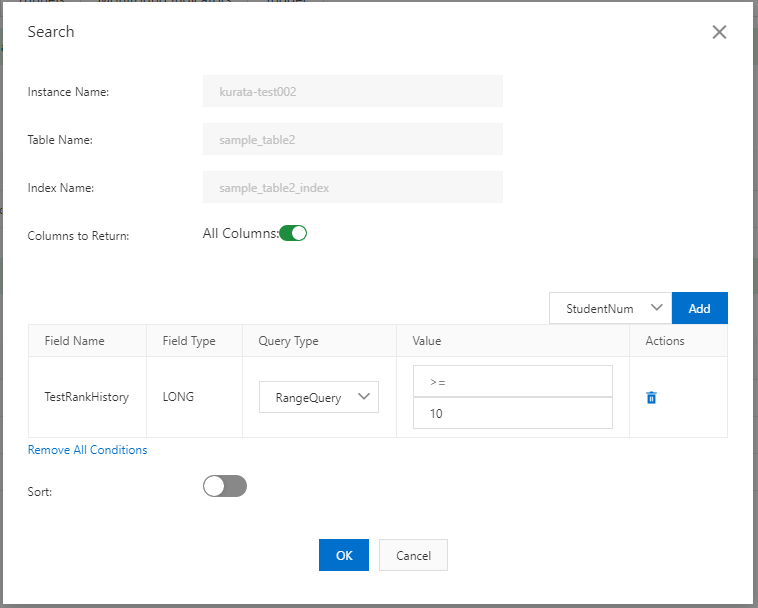 Search
Instance Name: kurata-test002
Table Name: sample_table2
Index Name: sample_table2_index
Columns to Return: All Columns:
StudentNum Add
Field Name Field Type Query Type Value Actions
TestRankHistory LONG RangeQuery >=
10
Remove All Conditions
Sort:
OK Cancel